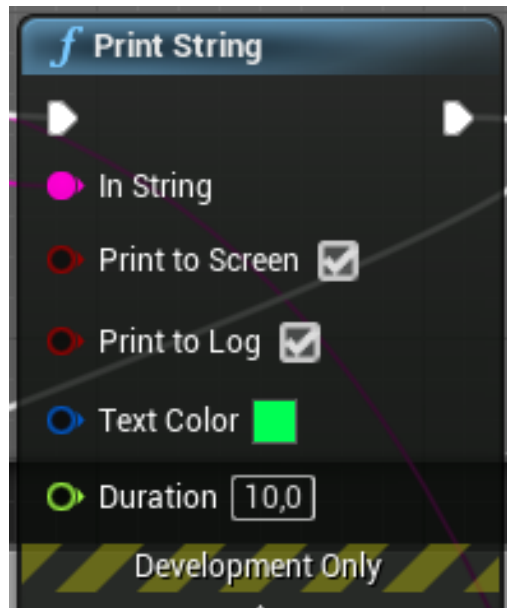 f Print String
In String
Print to Screen
Print to Log
Text Color
Duration 10,0
Development Only